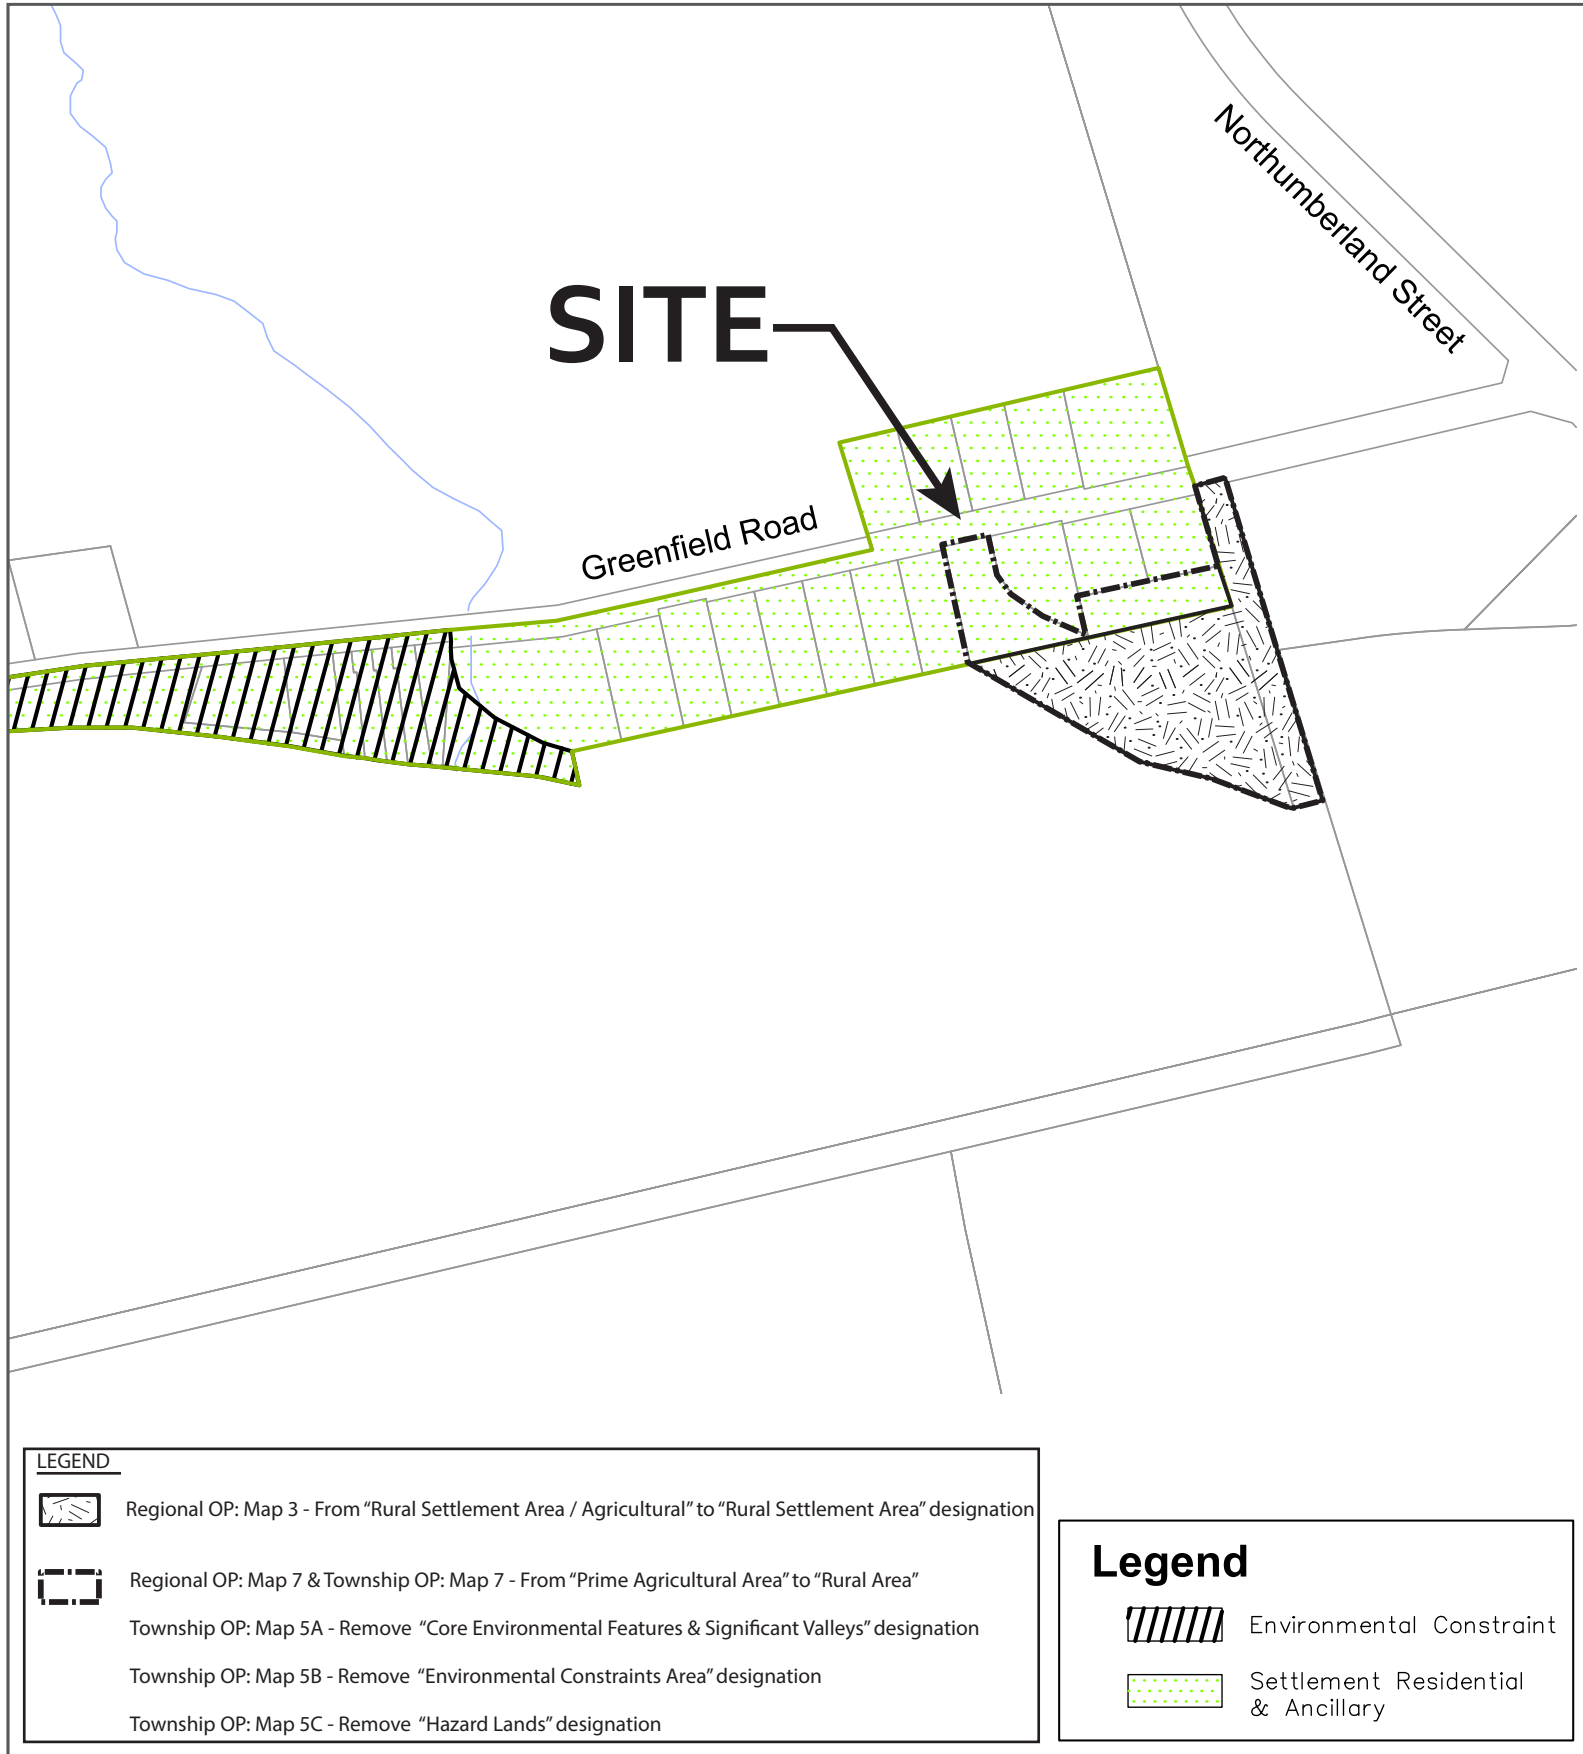 Northumberland Street
SITE
Greenfield Road
LEGEND
Regional OP: Map 3 - From “Rural Settlement Area / Agricultural” to “Rural Settlement Area” designation
Regional OP: Map 7 & Township OP: Map 7 - From “Prime Agricultural Area” to “Rural Area”
Township OP: Map 5A - Remove “Core Environmental Features & Significant Valleys” designation
Township OP: Map 5B - Remove “Environmental Constraints Area” designation
Township OP: Map 5C - Remove “Hazard Lands” designation
Legend
Environmental Constraint
Settlement Residential
& Ancillary